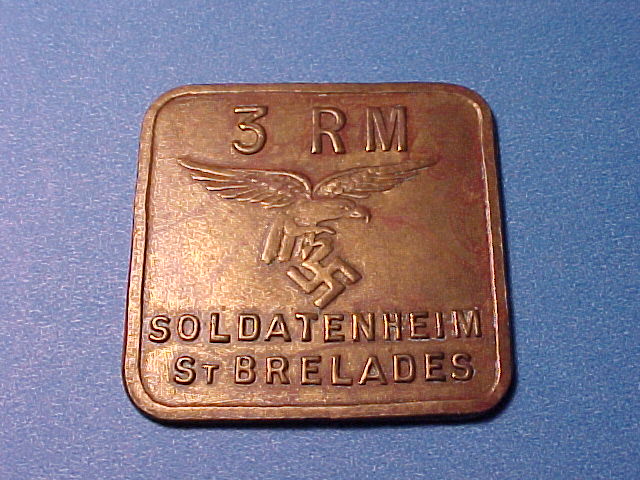 3 RM
SOLDATENHEIM
ST BRELADES